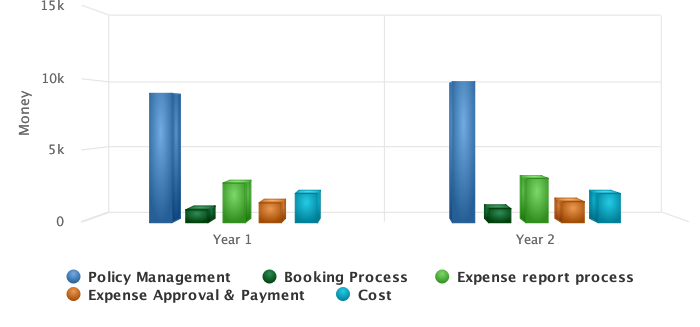 15k
10k
5k
0
Money
Year 1
Year 2
Policy Management
Booking Process
Expense report process
Expense Approval & Payment
Cost